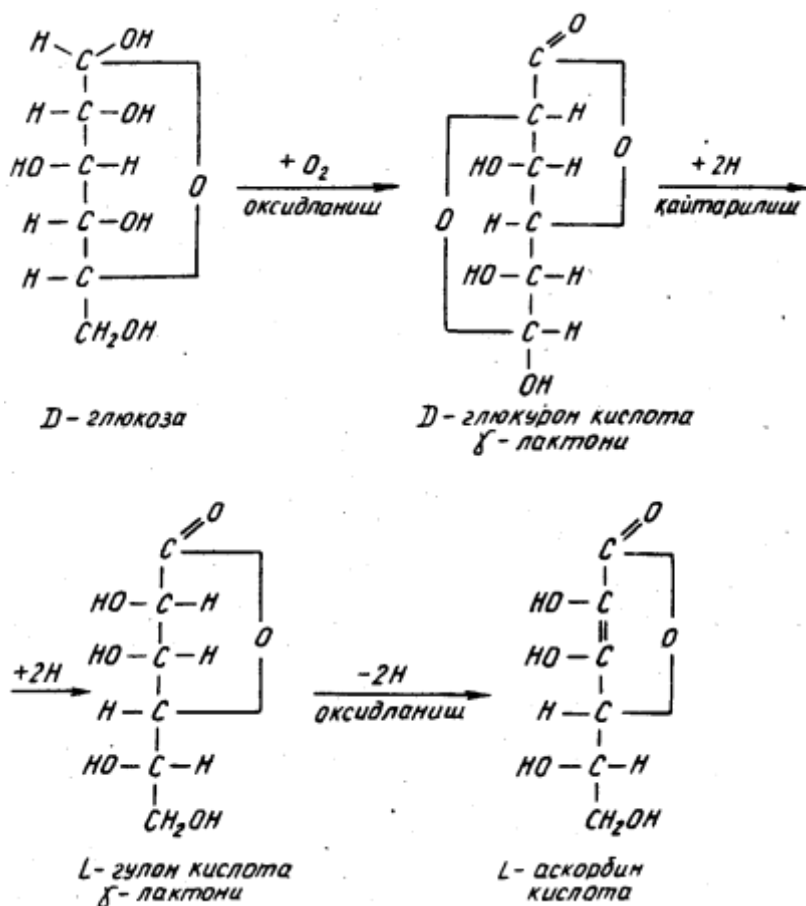 H OH
C
H – C – OH
HO – C – H
O
H – C – OH
H – C
CH₂OH
D – глюкоза
+ O₂
оксидланиш
O
C
C – H
O
HO – C – H
O
H – C
HO – C – H
C – H
OH
D – глюкурон кислота
γ – лактони
+ 2H
қайтарилиш
+2H
O
C
HO – C – H
O
HO – C – H
H – C
HO – C – H
CH₂OH
L – гулон кислота
γ – лактони
–2H
оксидланиш
O
C
HO – C
O
HO – C
H – C
HO – C – H
CH₂OH
L – аскорбин
кислота